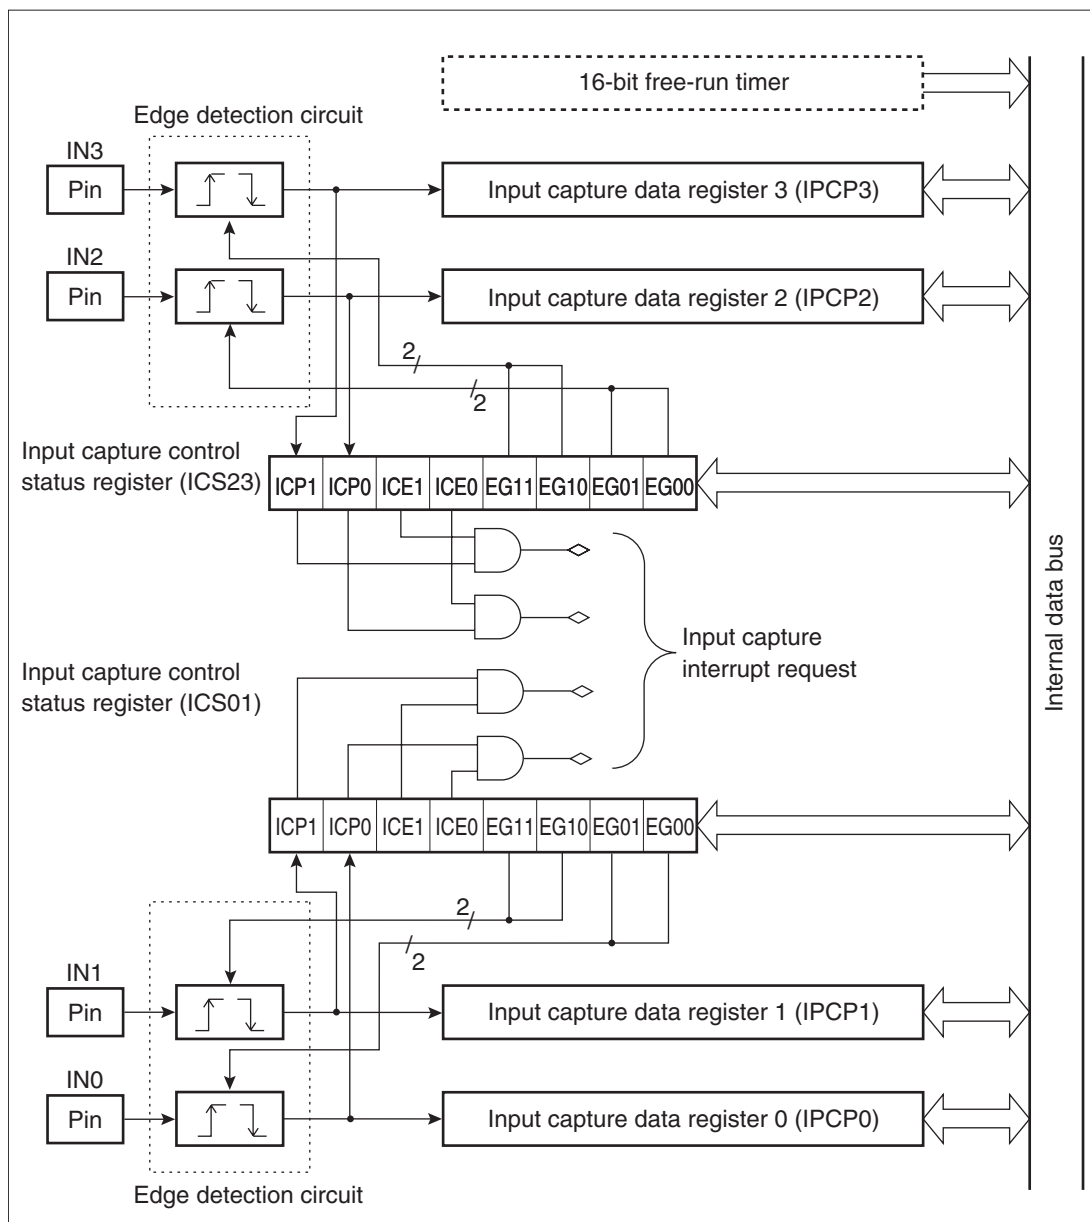 16-bit free-run timer
Edge detection circuit
IN3
Pin
Input capture data register 3 (IPCP3)
IN2
Pin
Input capture data register 2 (IPCP2)
2
2
Input capture control
status register (ICS23)
ICP1 ICP0 ICE1 ICE0 EG11 EG10 EG01 EG00
Input capture
interrupt request
Internal data bus
Input capture control
status register (ICS01)
ICP1 ICP0 ICE1 ICE0 EG11 EG10 EG01 EG00
2
2
IN1
Pin
Input capture data register 1 (IPCP1)
IN0
Pin
Input capture data register 0 (IPCP0)
Edge detection circuit